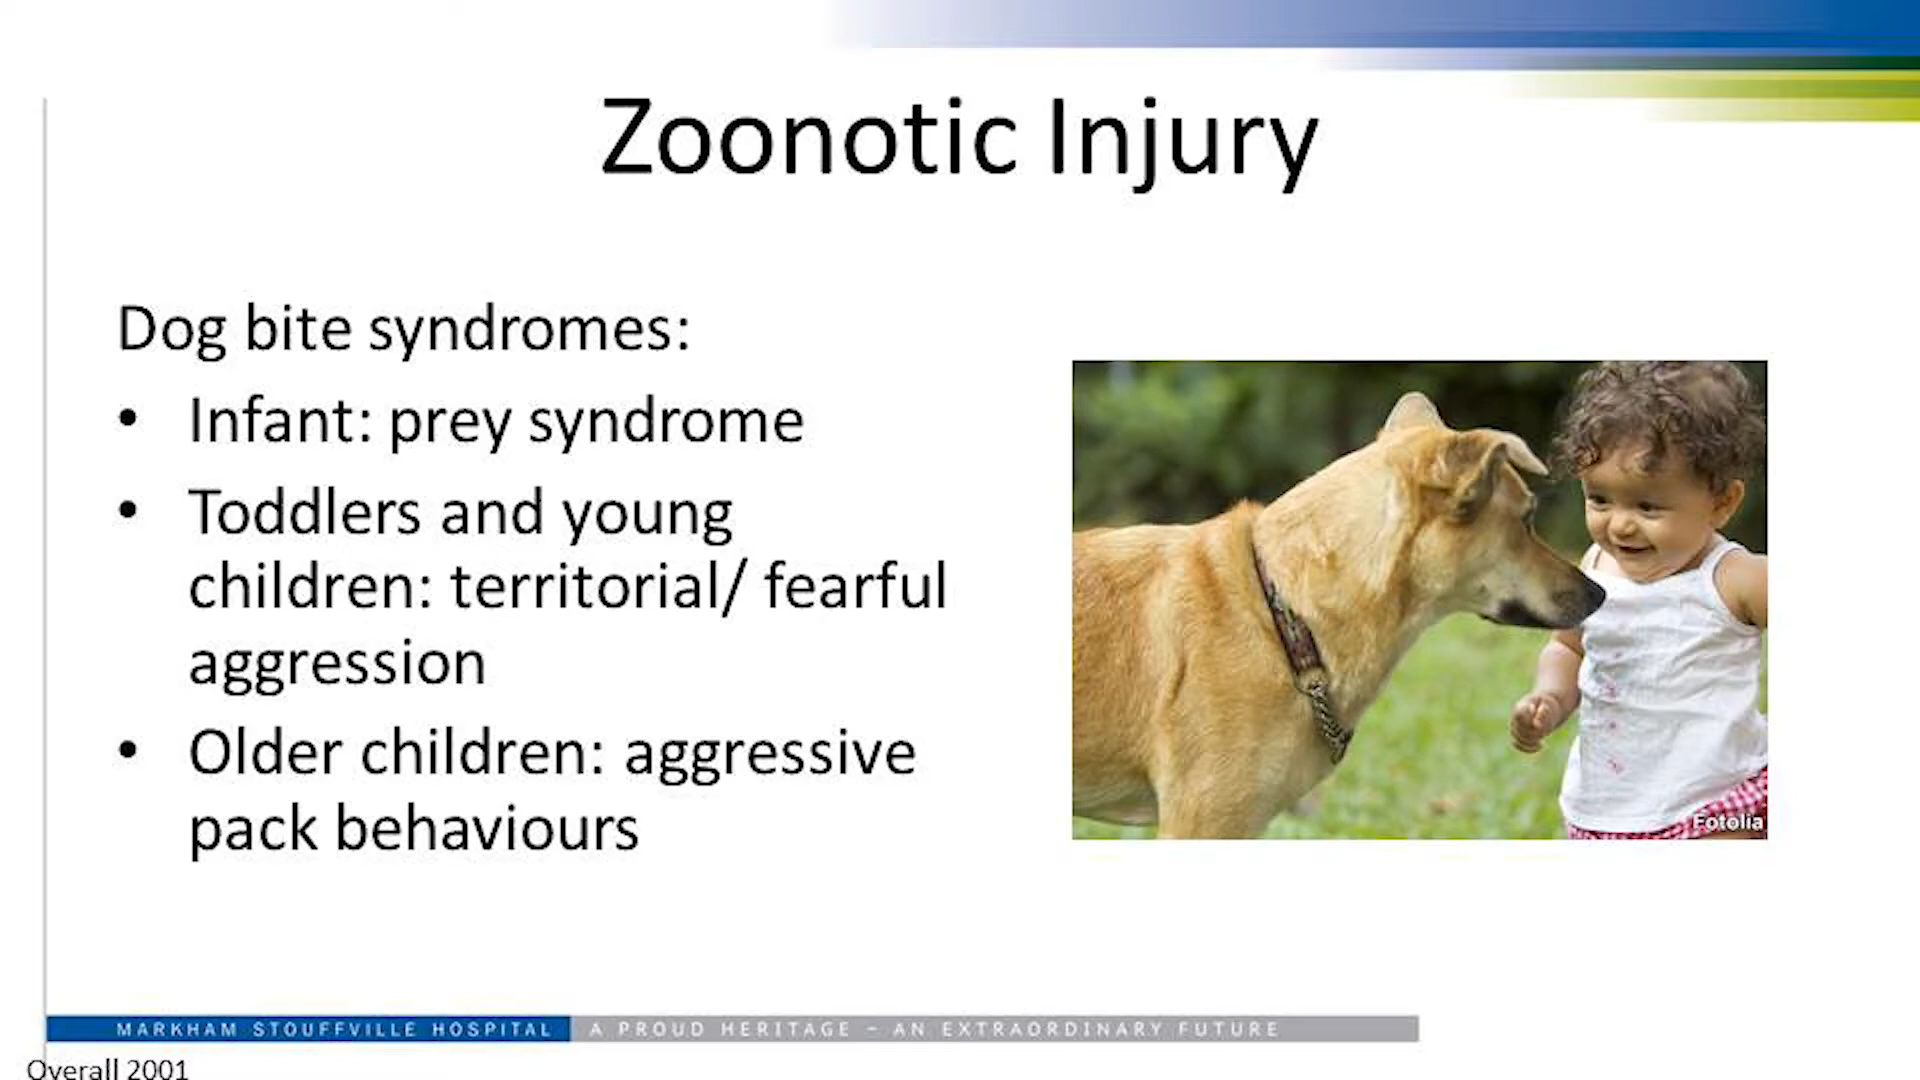 Zoonotic Injury
Dog bite syndromes:
• Infant: prey syndrome
• Toddlers and young
children: territorial/ fearful
aggression
• Older children: aggressive
pack behaviours
Fotolia
MARKHAM STOUFFVILLE HOSPITAL A PROUD HERITAGE – AN EXTRAORDINARY FUTURE
Overall 2001